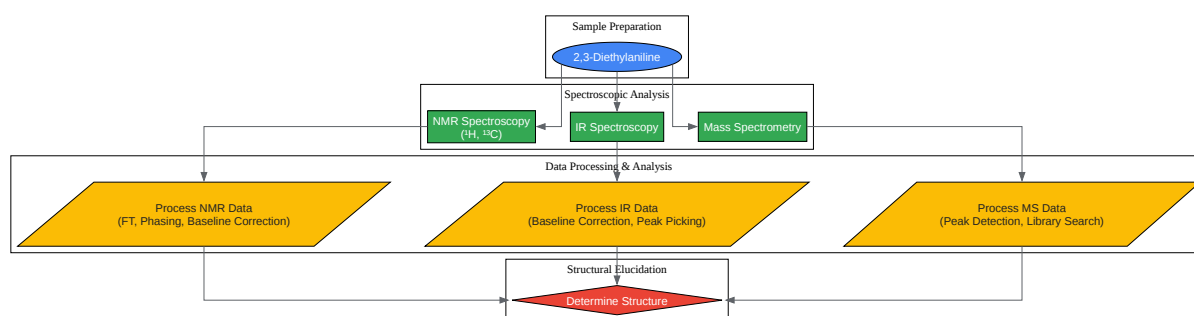 Sample Preparation
2,3-Diethylaniline
Spectroscopic Analysis
NMR Spectroscopy
(¹H, ¹³C)
IR Spectroscopy
Mass Spectrometry
Data Processing & Analysis
Process NMR Data
(FT, Phasing, Baseline Correction)
Process IR Data
(Baseline Correction, Peak Picking)
Process MS Data
(Peak Detection, Library Search)
Structural Elucidation
Determine Structure